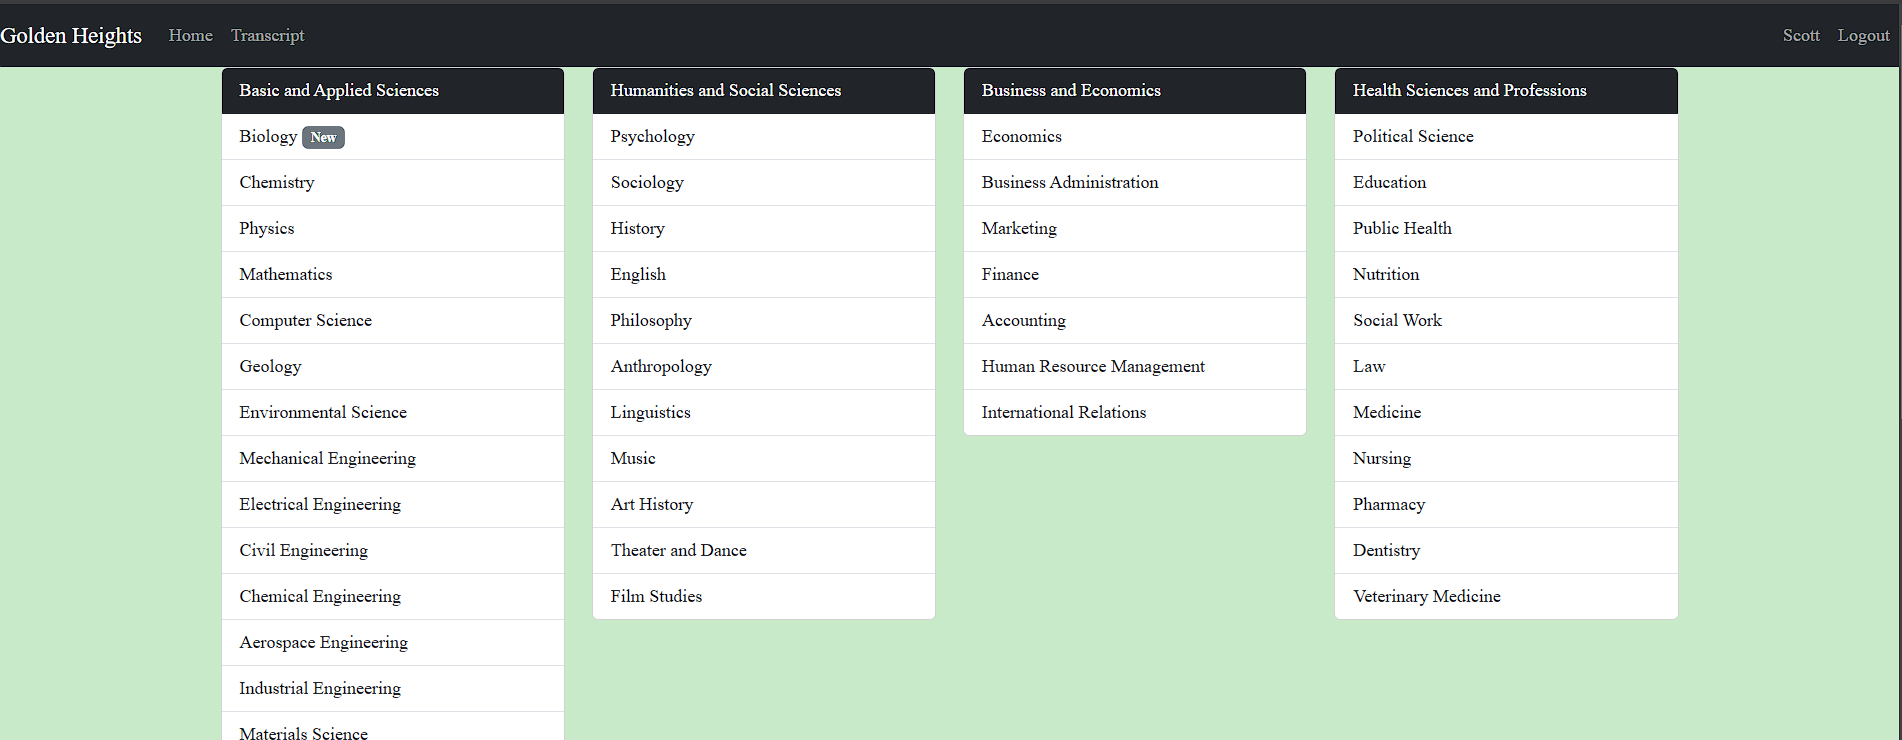 Golden Heights Home Transcript Scott Logout
Basic and Applied Sciences
Biology New
Chemistry
Physics
Mathematics
Computer Science
Geology
Environmental Science
Mechanical Engineering
Electrical Engineering
Civil Engineering
Chemical Engineering
Aerospace Engineering
Industrial Engineering
Materials Science
Humanities and Social Sciences
Psychology
Sociology
History
English
Philosophy
Anthropology
Linguistics
Music
Art History
Theater and Dance
Film Studies
Business and Economics
Economics
Business Administration
Marketing
Finance
Accounting
Human Resource Management
International Relations
Health Sciences and Professions
Political Science
Education
Public Health
Nutrition
Social Work
Law
Medicine
Nursing
Pharmacy
Dentistry
Veterinary Medicine